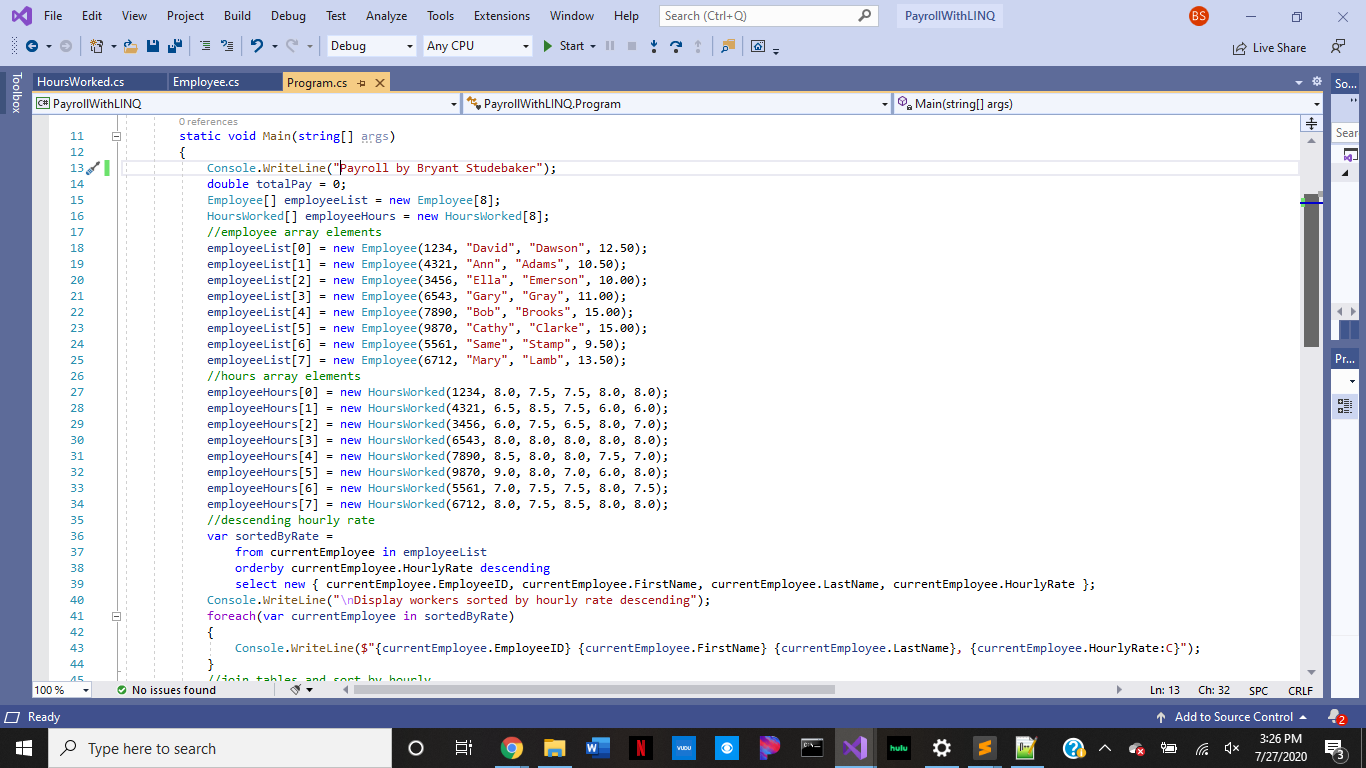 File Edit View Project Build Debug Test Analyze Tools Extensions Window Help Search (Ctrl+Q) PayrollWithLINQ BS
Debug Any CPU Start Live Share
Toolbox
HoursWorked.cs Employee.cs Program.cs So...
C# PayrollWithLINQ PayrollWithLINQ.Program Main(string[] args)
Sear
0 references
11 static void Main(string[] args)
12 {
13 Console.WriteLine("Payroll by Bryant Studebaker");
14 double totalPay = 0;
15 Employee[] employeeList = new Employee[8];
16 HoursWorked[] employeeHours = new HoursWorked[8];
17 //employee array elements
18 employeeList[0] = new Employee(1234, "David", "Dawson", 12.50);
19 employeeList[1] = new Employee(4321, "Ann", "Adams", 10.50);
20 employeeList[2] = new Employee(3456, "Ella", "Emerson", 10.00);
21 employeeList[3] = new Employee(6543, "Gary", "Gray", 11.00);
22 employeeList[4] = new Employee(7890, "Bob", "Brooks", 15.00);
23 employeeList[5] = new Employee(9870, "Cathy", "Clarke", 15.00);
24 employeeList[6] = new Employee(5561, "Same", "Stamp", 9.50);
25 employeeList[7] = new Employee(6712, "Mary", "Lamb", 13.50);
26 //hours array elements
27 employeeHours[0] = new HoursWorked(1234, 8.0, 7.5, 7.5, 8.0, 8.0);
28 employeeHours[1] = new HoursWorked(4321, 6.5, 8.5, 7.5, 6.0, 6.0);
29 employeeHours[2] = new HoursWorked(3456, 6.0, 7.5, 6.5, 8.0, 7.0);
30 employeeHours[3] = new HoursWorked(6543, 8.0, 8.0, 8.0, 8.0, 8.0);
31 employeeHours[4] = new HoursWorked(7890, 8.5, 8.0, 8.0, 7.5, 7.0);
32 employeeHours[5] = new HoursWorked(9870, 9.0, 8.0, 7.0, 6.0, 8.0);
33 employeeHours[6] = new HoursWorked(5561, 7.0, 7.5, 7.5, 8.0, 7.5);
34 employeeHours[7] = new HoursWorked(6712, 8.0, 7.5, 8.5, 8.0, 8.0);
Pr...
35 //descending hourly rate
36 var sortedByRate =
37 from currentEmployee in employeeList
38 orderby currentEmployee.HourlyRate descending
39 select new { currentEmployee.EmployeeID, currentEmployee.FirstName, currentEmployee.LastName, currentEmployee.HourlyRate };
40 Console.WriteLine("\nDisplay workers sorted by hourly rate descending");
41 foreach(var currentEmployee in sortedByRate)
42 {
43 Console.WriteLine($"{currentEmployee.EmployeeID} {currentEmployee.FirstName} {currentEmployee.LastName}, {currentEmployee.HourlyRate:C}");
44 }
45 //join tables and sort by hourly
100 % No issues found Ln: 13 Ch: 32 SPC CRLF
Ready Add to Source Control 2
Type here to search W N VUDU hulu 3:26 PM
7/27/2020 3